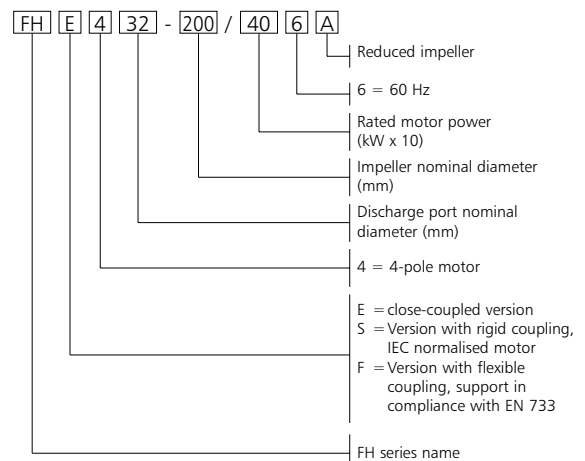 FH E 4 32 - 200 / 40 6 A
Reduced impeller
6 = 60 Hz
Rated motor power
(kW x 10)
Impeller nominal diameter
(mm)
Discharge port nominal
diameter (mm)
4 = 4-pole motor
E = close-coupled version
S = Version with rigid coupling,
IEC normalised motor
F = Version with flexible
coupling, support in
compliance with EN 733
FH series name